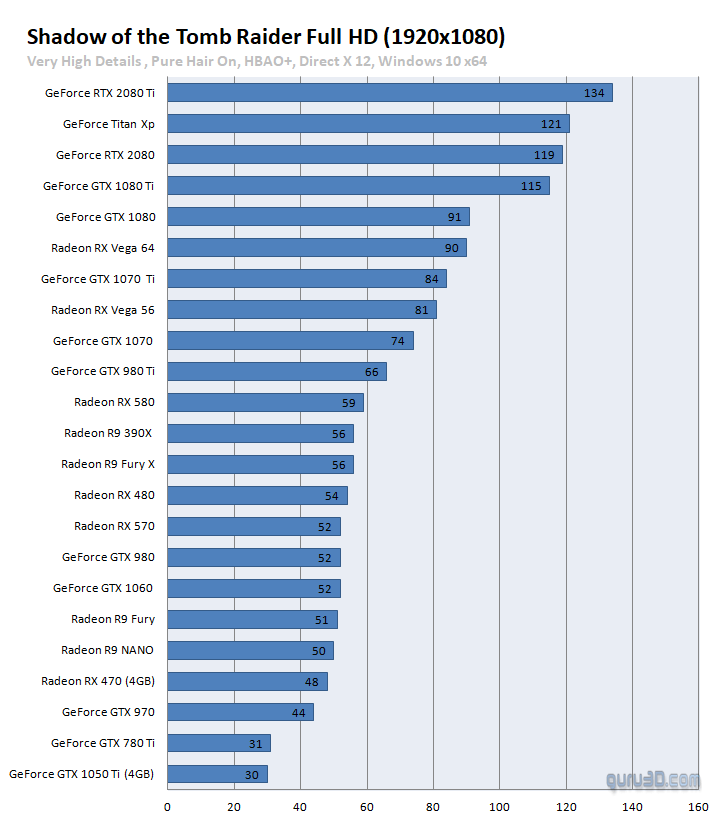 Shadow of the Tomb Raider Full HD (1920x1080)
Very High Details , Pure Hair On, HBAO+, Direct X 12, Windows 10 x64
GeForce RTX 2080 Ti 134
GeForce Titan Xp 121
GeForce RTX 2080 119
GeForce GTX 1080 Ti 115
GeForce GTX 1080 91
Radeon RX Vega 64 90
GeForce GTX 1070 Ti 84
Radeon RX Vega 56 81
GeForce GTX 1070 74
GeForce GTX 980 Ti 66
Radeon RX 580 59
Radeon R9 390X 56
Radeon R9 Fury X 56
Radeon RX 480 54
Radeon RX 570 52
GeForce GTX 980 52
GeForce GTX 1060 52
Radeon R9 Fury 51
Radeon R9 NANO 50
Radeon RX 470 (4GB) 48
GeForce GTX 970 44
GeForce GTX 780 Ti 31
GeForce GTX 1050 Ti (4GB) 30
guru3D.com
0 20 40 60 80 100 120 140 160